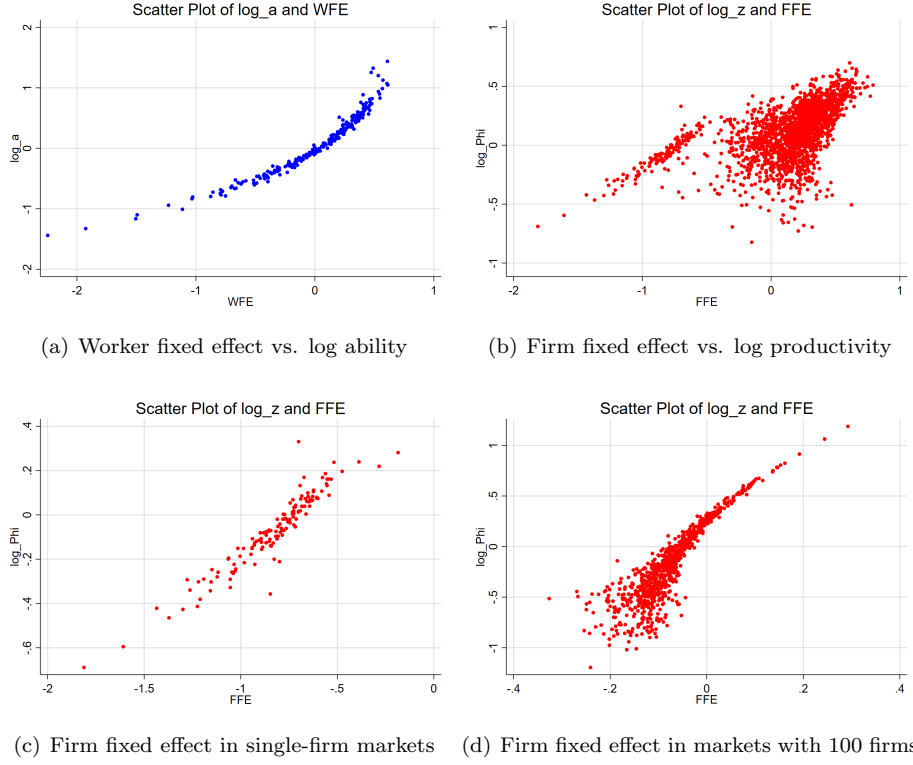 Scatter Plot of log_a and WFE
log_a
2
1
0
-1
-2
-2 -1 0 1
WFE
(a) Worker fixed effect vs. log ability
Scatter Plot of log_z and FFE
log_Phi
1
.5
0
-.5
-1
-2 -1 0 1
FFE
(b) Firm fixed effect vs. log productivity
Scatter Plot of log_z and FFE
log_Phi
.4
.2
0
-.2
-.4
-.6
-2 -1.5 -1 -.5 0
FFE
(c) Firm fixed effect in single-firm markets
Scatter Plot of log_z and FFE
log_Phi
1
.5
0
-.5
-1
-.4 -.2 0 .2 .4
FFE
(d) Firm fixed effect in markets with 100 firms